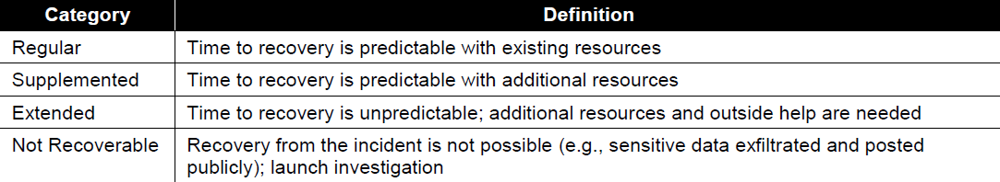 Category Definition
Regular Time to recovery is predictable with existing resources
Supplemented Time to recovery is predictable with additional resources
Extended Time to recovery is unpredictable; additional resources and outside help are needed
Not Recoverable Recovery from the incident is not possible (e.g., sensitive data exfiltrated and posted
publicly); launch investigation